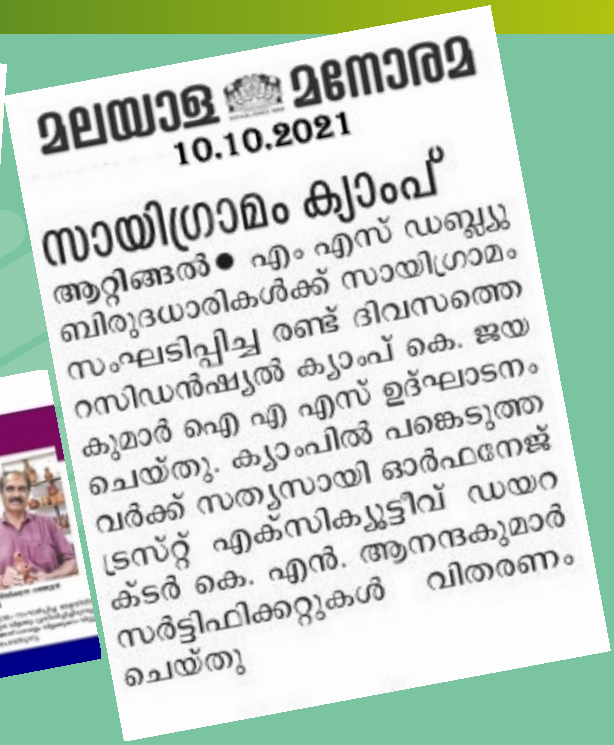 മലയാള മനോരമ
10.10.2021
സായിഗ്രാമം ക്യാംപ്
ആറ്റിങ്ങൽ● എം എസ് ഡബ്ല്യു
ബിരുദധാരികൾക്ക് സായിഗ്രാമം
സംഘടിപ്പിച്ച രണ്ട് ദിവസത്തെ
റസിഡൻഷ്യൽ ക്യാംപ് കെ. ജയ
കുമാർ ഐ എ എസ് ഉദ്ഘാടനം
ചെയ്തു. ക്യാംപിൽ പങ്കെടുത്ത
വർക്ക് സത്യസായി ഓർഫനേജ്
ട്രസ്റ്റ് എക്സിക്യൂട്ടീവ് ഡയറ
ക്ടർ കെ. എൻ. ആനന്ദകുമാർ
സർട്ടിഫിക്കറ്റുകൾ വിതരണം
ചെയ്തു